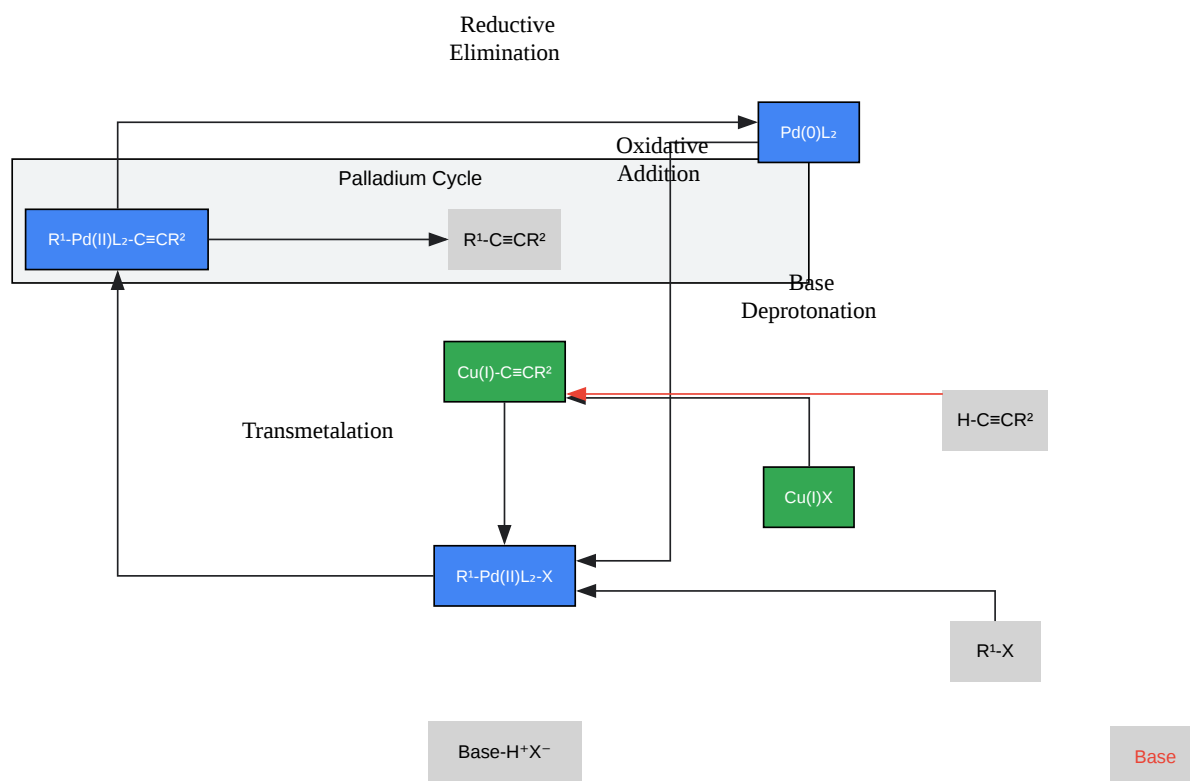 Reductive
Elimination
Pd(0)L₂
Oxidative
Addition
Palladium Cycle
R¹-Pd(II)L₂-C≡CR²
R¹-C≡CR²
Base
Deprotonation
Cu(I)-C≡CR²
H-C≡CR²
Transmetalation
Cu(I)X
R¹-Pd(II)L₂-X
R¹-X
Base-H⁺X⁻
Base